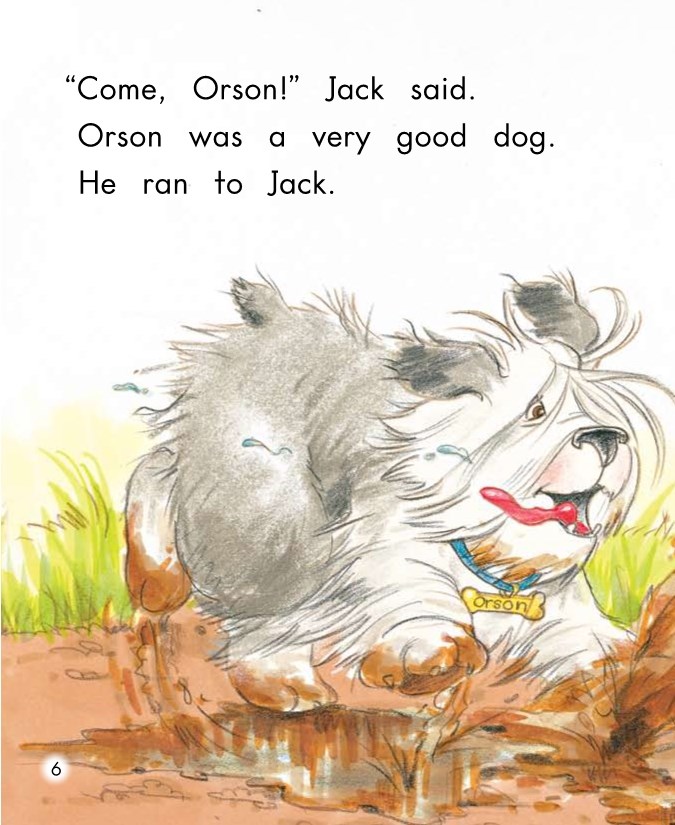 “Come, Orson!” Jack said.
Orson was a very good dog.
He ran to Jack.
Orson
6